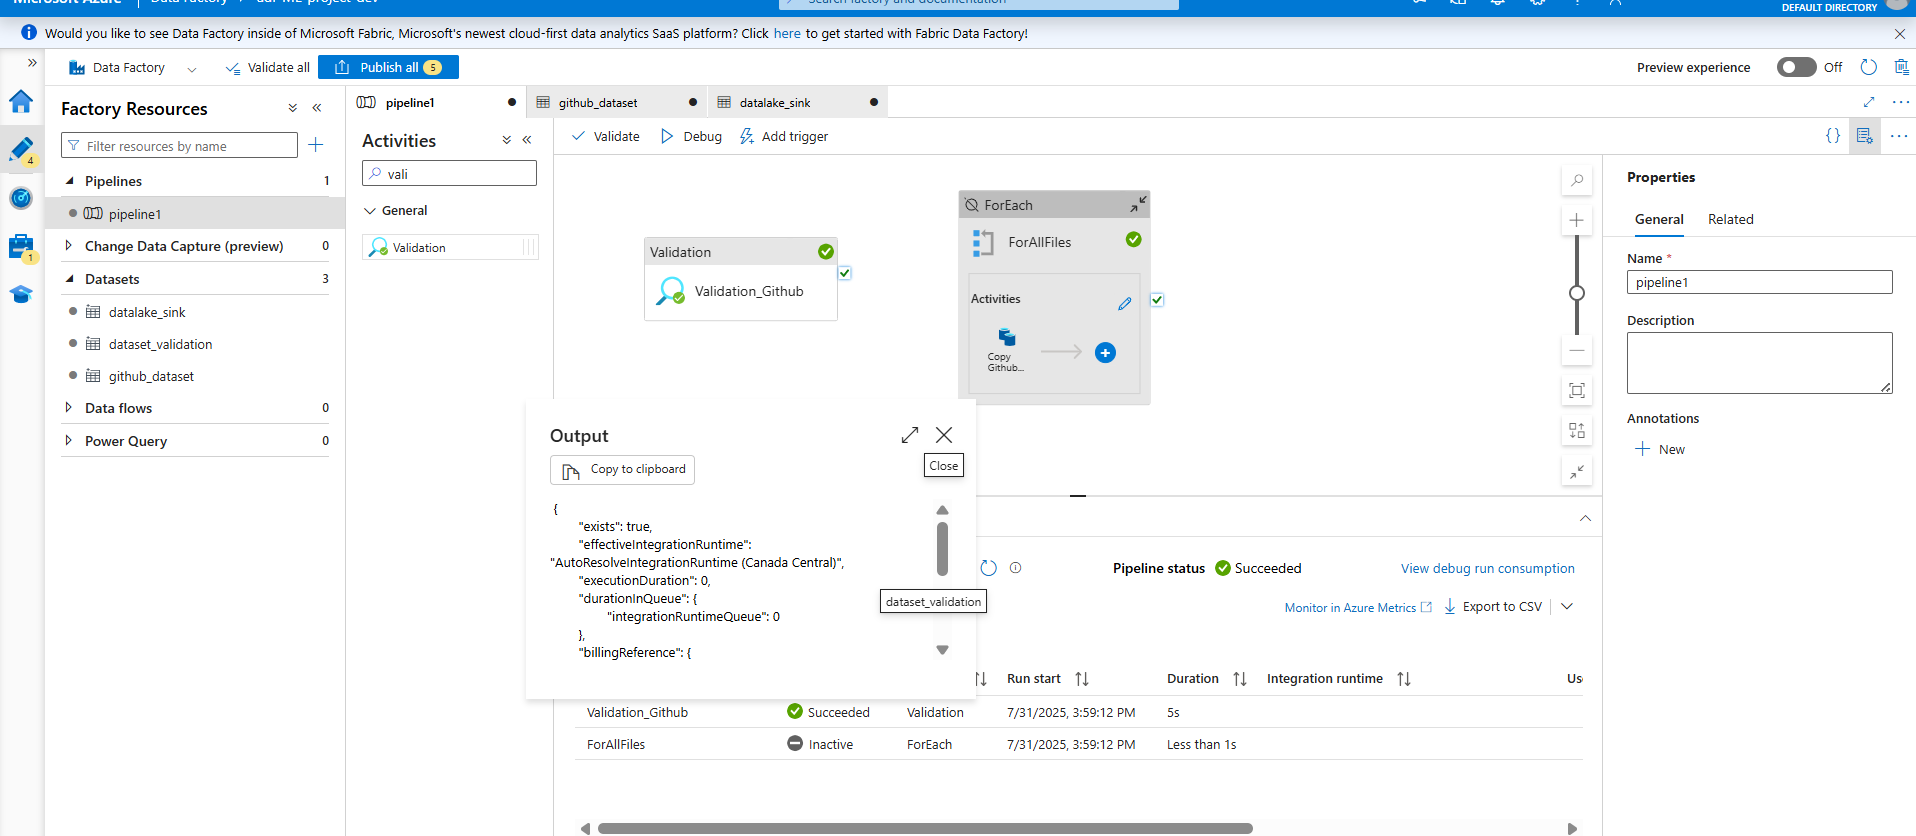 Microsoft Azure
Data Factory
adf-ML-project-dev
Search factory and documentation
DEFAULT DIRECTORY
Would you like to see Data Factory inside of Microsoft Fabric, Microsoft's newest cloud-first data analytics SaaS platform? Click here to get started with Fabric Data Factory!
Data Factory
Validate all
Publish all 5
Preview experience
Off
4
1
Factory Resources
Filter resources by name
Pipelines 1
pipeline1
Change Data Capture (preview) 0
Datasets 3
datalake_sink
dataset_validation
github_dataset
Data flows 0
Power Query 0
pipeline1
github_dataset
datalake_sink
Activities
vali
General
Validation
Validate
Debug
Add trigger
{}
Validation
Validation_Github
ForEach
ForAllFiles
Activities
Copy
Github...
Output
Copy to clipboard
Close
{
"exists": true,
"effectiveIntegrationRuntime":
"AutoResolveIntegrationRuntime (Canada Central)",
"executionDuration": 0,
"durationInQueue": {
"integrationRuntimeQueue": 0
},
"billingReference": {
dataset_validation
Pipeline status Succeeded
View debug run consumption
Monitor in Azure Metrics
Export to CSV
Run start
Duration
Integration runtime
Us
Validation_Github Succeeded Validation 7/31/2025, 3:59:12 PM 5s
ForAllFiles Inactive ForEach 7/31/2025, 3:59:12 PM Less than 1s
Properties
General
Related
Name *
pipeline1
Description
Annotations
New